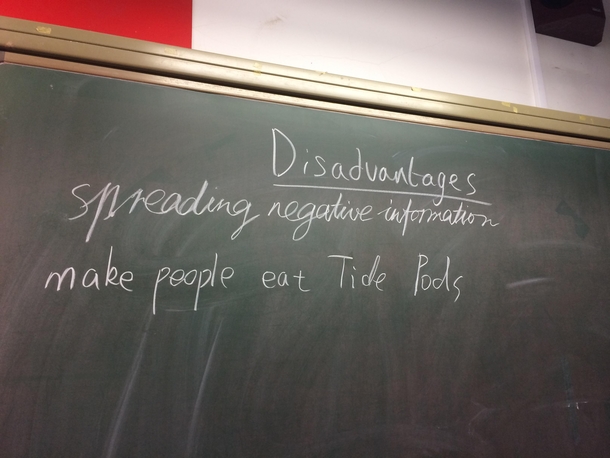 Disadvantages
spreading negative information
make people eat Tide Pods